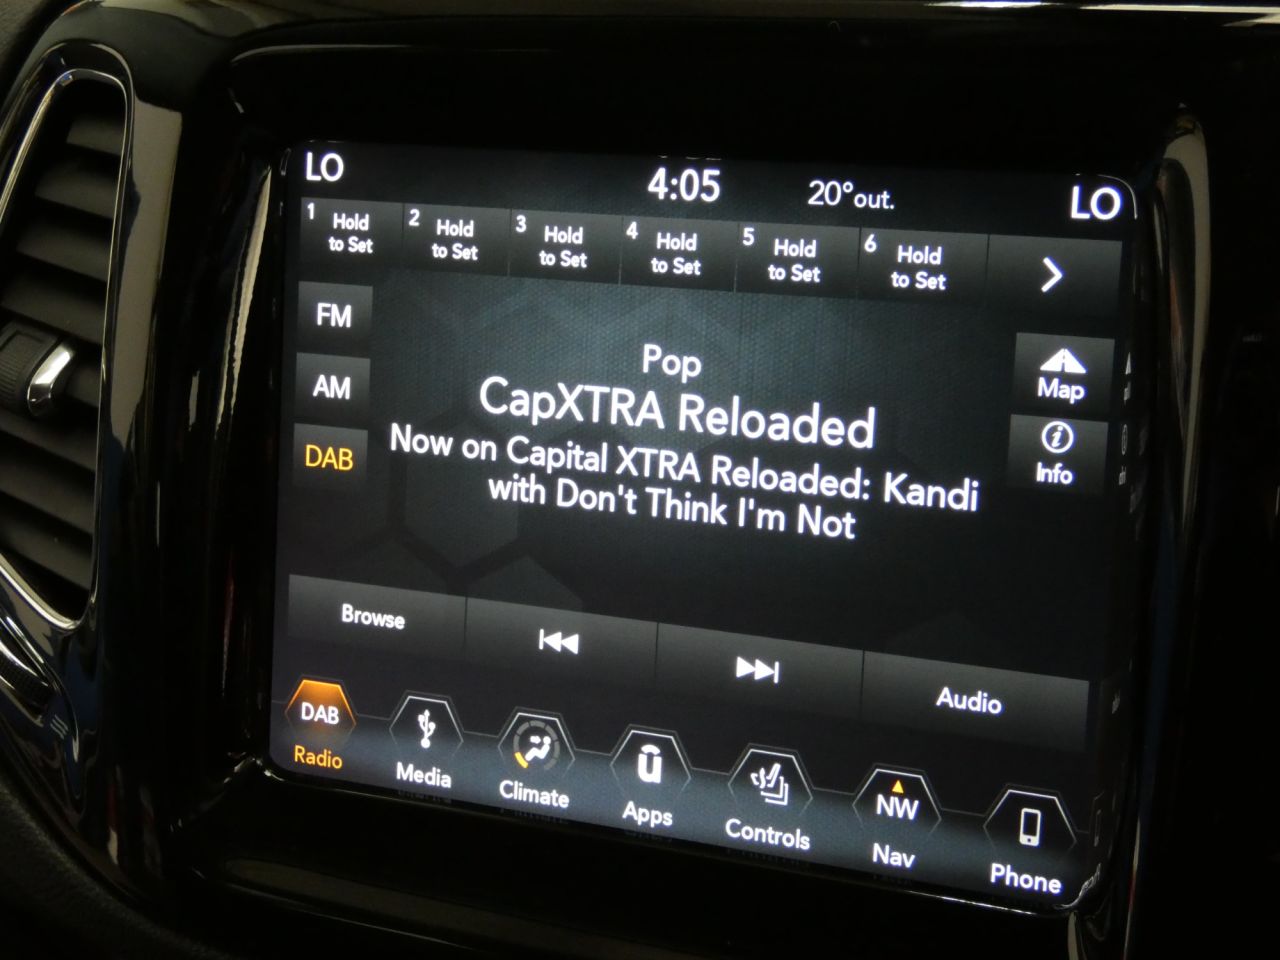 LO
4:05
20° out.
LO
1 Hold to Set
2 Hold to Set
3 Hold to Set
4 Hold to Set
5 Hold to Set
6 Hold to Set
FM
AM
DAB
Pop
CapXTRA Reloaded
Now on Capital XTRA Reloaded: Kandi
with Don't Think I'm Not
Map
Info
Browse
Audio
DAB
Radio
Media
Climate
Apps
Controls
NW
Nav
Phone